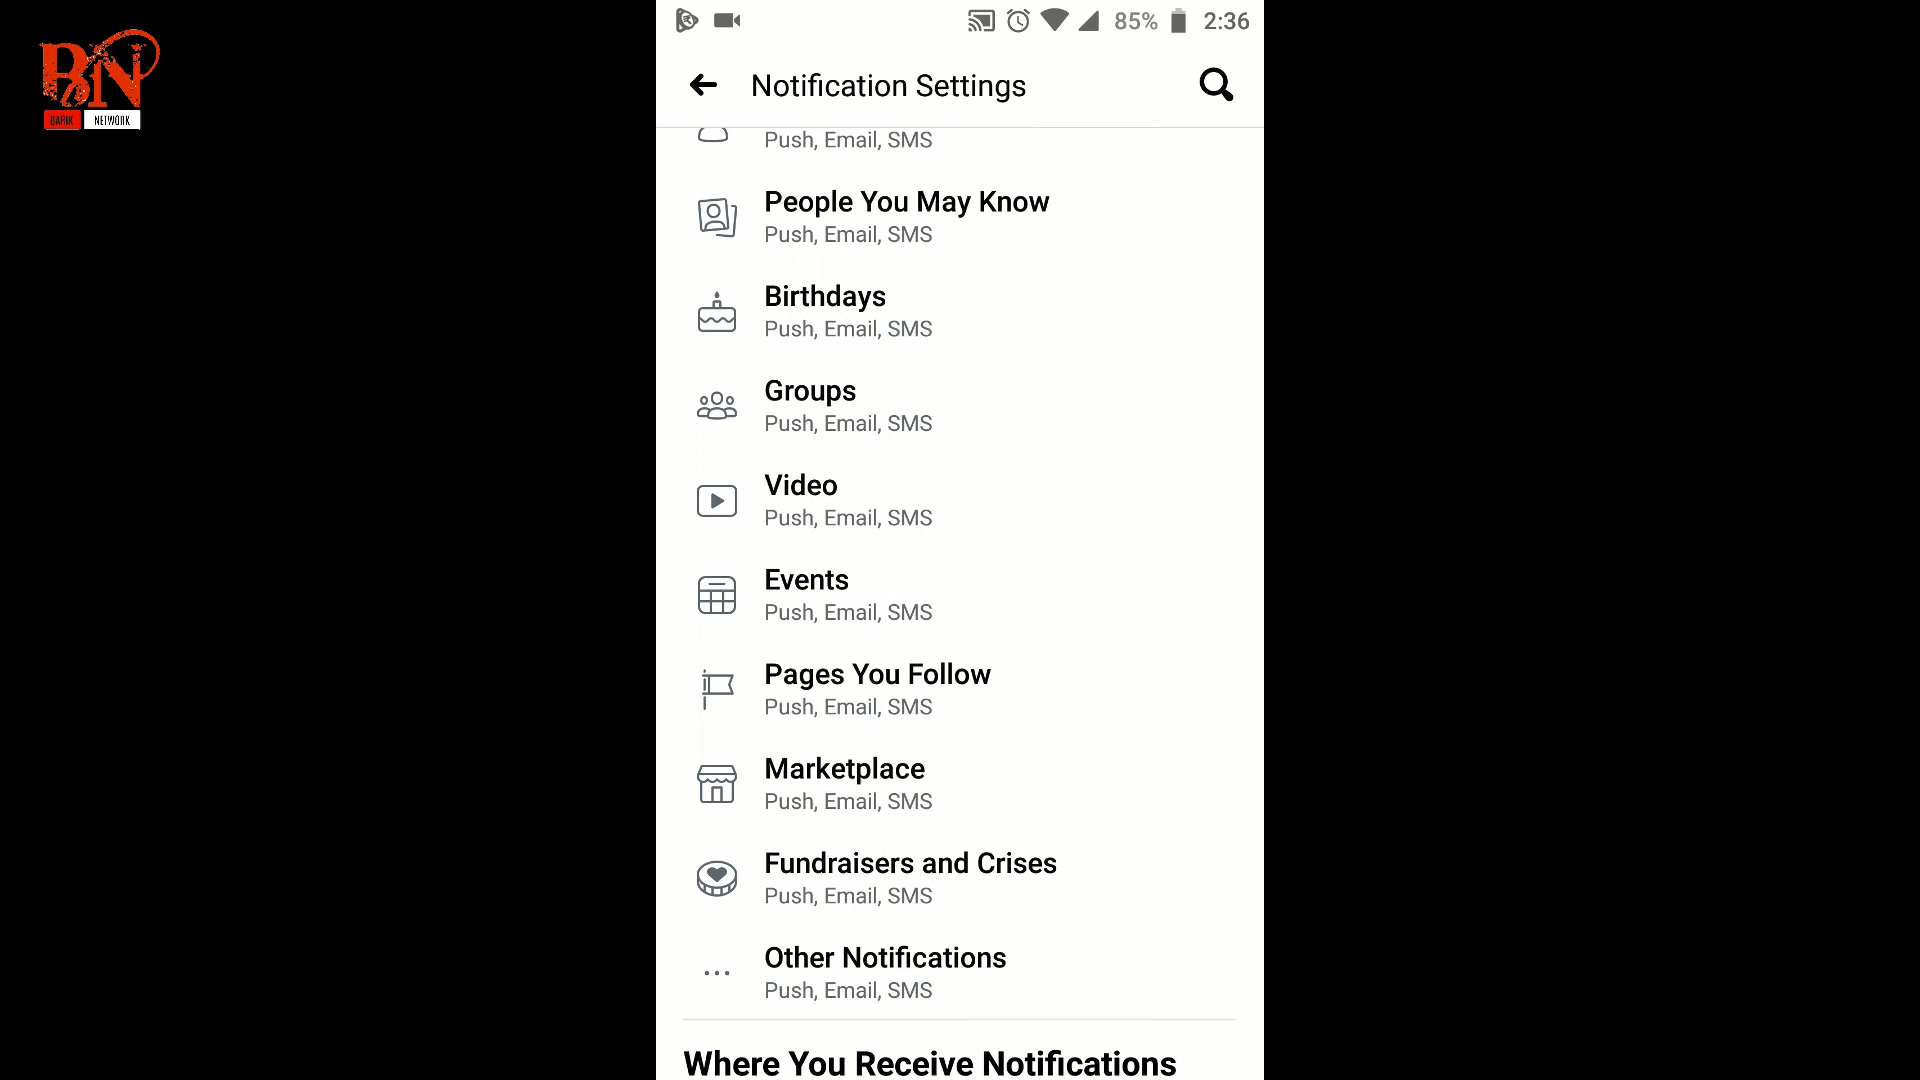 BN
BARIK NETWORK
85% 2:36
Notification Settings
Push, Email, SMS
People You May Know
Push, Email, SMS
Birthdays
Push, Email, SMS
Groups
Push, Email, SMS
Video
Push, Email, SMS
Events
Push, Email, SMS
Pages You Follow
Push, Email, SMS
Marketplace
Push, Email, SMS
Fundraisers and Crises
Push, Email, SMS
Other Notifications
Push, Email, SMS
Where You Receive Notifications